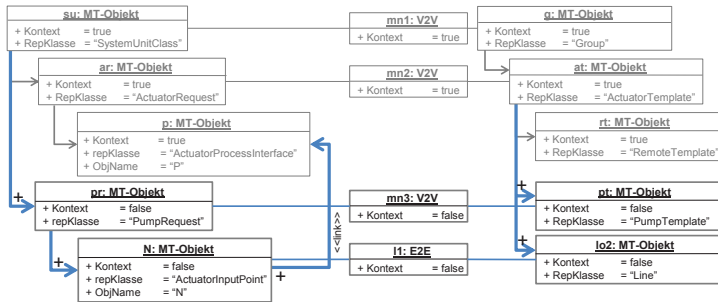 su: MT-Objekt
+ Kontext = true
+ RepKlasse = “SystemUnitClass”
mn1: V2V
+ Kontext = true
g: MT-Objekt
+ Kontext = true
+ RepKlasse = “Group”
ar: MT-Objekt
+ Kontext = true
+ RepKlasse = “ActuatorRequest”
mn2: V2V
+ Kontext = true
at: MT-Objekt
+ Kontext = true
+ RepKlasse = “ActuatorTemplate”
p: MT-Objekt
+ Kontext = true
+ repKlasse = “ActuatorProcessInterface”
+ ObjName = “P”
rt: MT-Objekt
+ Kontext = true
+ RepKlasse = “RemoteTemplate”
+
pr: MT-Objekt
+ Kontext = false
+ repKlasse = “PumpRequest”
<<link>>
mn3: V2V
+ Kontext = false
+
pt: MT-Objekt
+ Kontext = false
+ RepKlasse = “PumpTemplate”
+
N: MT-Objekt
+ Kontext = false
+ repKlasse = “ActuatorInputPoint”
+ ObjName = “N”
+
l1: E2E
+ Kontext = false
+
lo2: MT-Objekt
+ Kontext = false
+ RepKlasse = “Line”